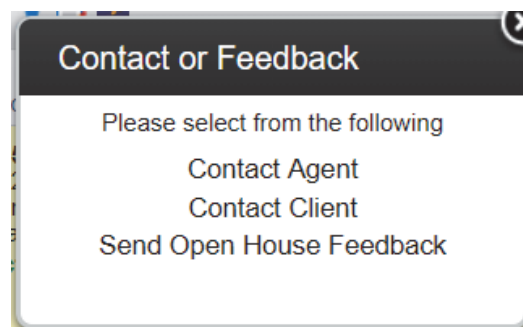 Contact or Feedback
Please select from the following
Contact Agent
Contact Client
Send Open House Feedback